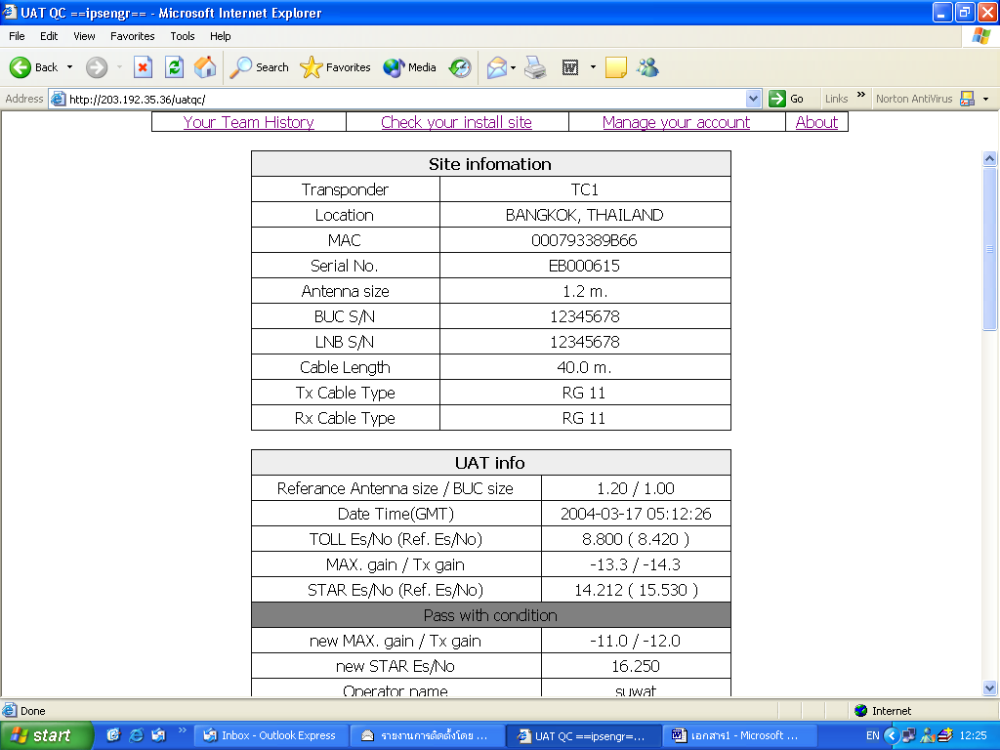 UAT QC ==ipsengr== - Microsoft Internet Explorer
File Edit View Favorites Tools Help
Back Search Favorites Media
Address http://203.192.35.36/uatqc/ Go Links » Norton AntiVirus
Your Team History Check your install site Manage your account About
Site infomation
Transponder TC1
Location BANGKOK, THAILAND
MAC 000793389B66
Serial No. EB000615
Antenna size 1.2 m.
BUC S/N 12345678
LNB S/N 12345678
Cable Length 40.0 m.
Tx Cable Type RG 11
Rx Cable Type RG 11
UAT info
Referance Antenna size / BUC size 1.20 / 1.00
Date Time(GMT) 2004-03-17 05:12:26
TOLL Es/No (Ref. Es/No) 8.800 ( 8.420 )
MAX. gain / Tx gain -13.3 / -14.3
STAR Es/No (Ref. Es/No) 14.212 ( 15.530 )
Pass with condition
new MAX. gain / Tx gain -11.0 / -12.0
new STAR Es/No 16.250
Operator name suwat
Done Internet
start » Inbox - Outlook Express รายงานการติดตั้งโดย ... UAT QC ==ipsengr=... เอกสาร1 - Microsoft ... EN 12:25